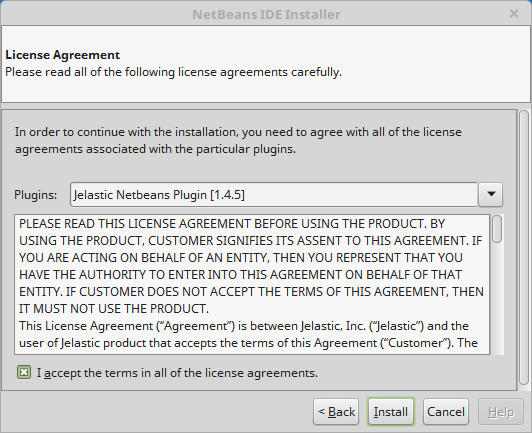 NetBeans IDE Installer
License Agreement
Please read all of the following license agreements carefully.
In order to continue with the installation, you need to agree with all of the license
agreements associated with the particular plugins.
Plugins: Jelastic Netbeans Plugin [1.4.5]
PLEASE READ THIS LICENSE AGREEMENT BEFORE USING THE PRODUCT. BY
USING THE PRODUCT, CUSTOMER SIGNIFIES ITS ASSENT TO THIS AGREEMENT. IF
YOU ARE ACTING ON BEHALF OF AN ENTITY, THEN YOU REPRESENT THAT YOU
HAVE THE AUTHORITY TO ENTER INTO THIS AGREEMENT ON BEHALF OF THAT
ENTITY. IF CUSTOMER DOES NOT ACCEPT THE TERMS OF THIS AGREEMENT, THEN
IT MUST NOT USE THE PRODUCT.
This License Agreement (“Agreement”) is between Jelastic, Inc. (“Jelastic”) and the
user of Jelastic product that accepts the terms of this Agreement (“Customer”). The
I accept the terms in all of the license agreements.
< Back Install Cancel Help